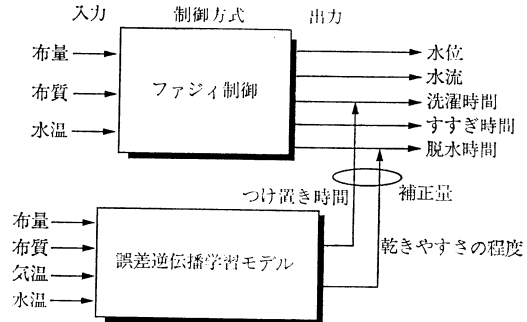 入力 制御方式 出力
布量
布質
水温
ファジィ制御
水位
水流
洗濯時間
すすぎ時間
脱水時間
つけ置き時間
補正量
布量
布質
気温
水温
誤差逆伝播学習モデル
乾きやすさの程度